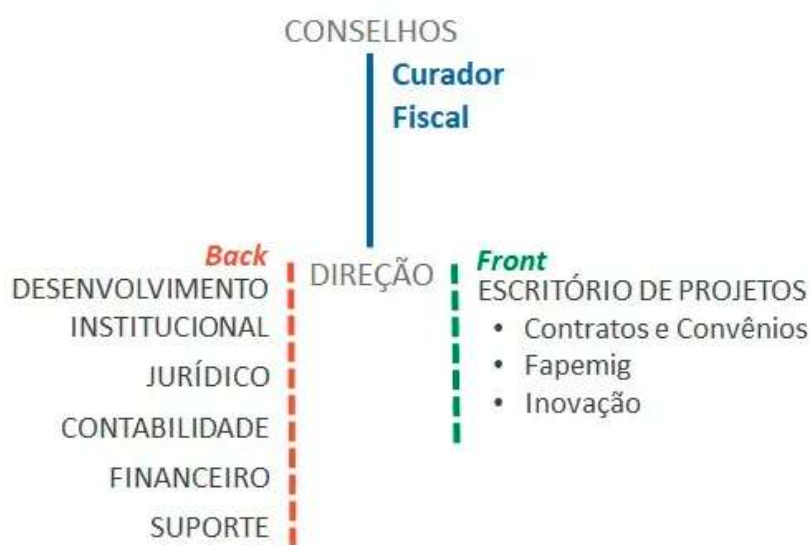 CONSELHOS
Curador
Fiscal
DIREÇÃO
Back
DESENVOLVIMENTO
INSTITUCIONAL
JURÍDICO
CONTABILIDADE
FINANCEIRO
SUPORTE
Front
ESCRITÓRIO DE PROJETOS
• Contratos e Convênios
• Fapemig
• Inovação